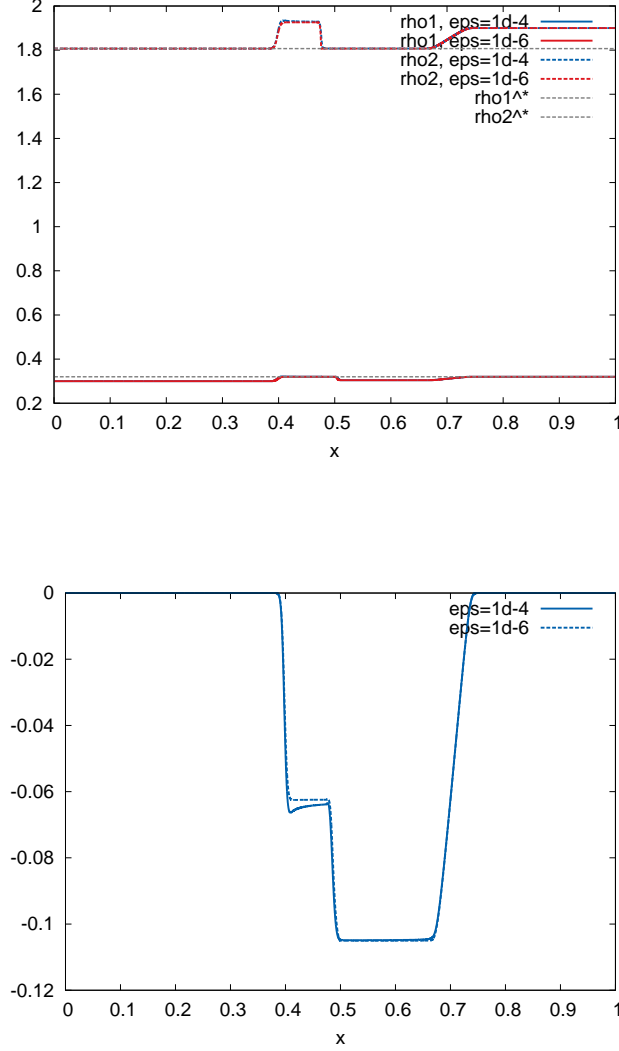 2
rho1, eps=1d-4
rho1, eps=1d-6
1.8
rho2, eps=1d-4
rho2, eps=1d-6
rho1^*
1.6
rho2^*
1.4
1.2
1
0.8
0.6
0.4
0.2
0 0.1 0.2 0.3 0.4 0.5 0.6 0.7 0.8 0.9 1
x
0
eps=1d-4
eps=1d-6
-0.02
-0.04
-0.06
-0.08
-0.1
-0.12
0 0.1 0.2 0.3 0.4 0.5 0.6 0.7 0.8 0.9 1
x